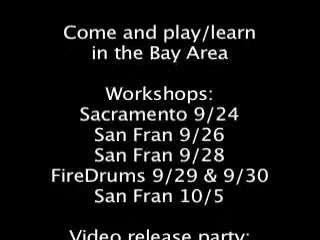 Come and play/learn
in the Bay Area
Workshops:
Sacramento 9/24
San Fran 9/26
San Fran 9/28
FireDrums 9/29 & 9/30
San Fran 10/5
Video release party: